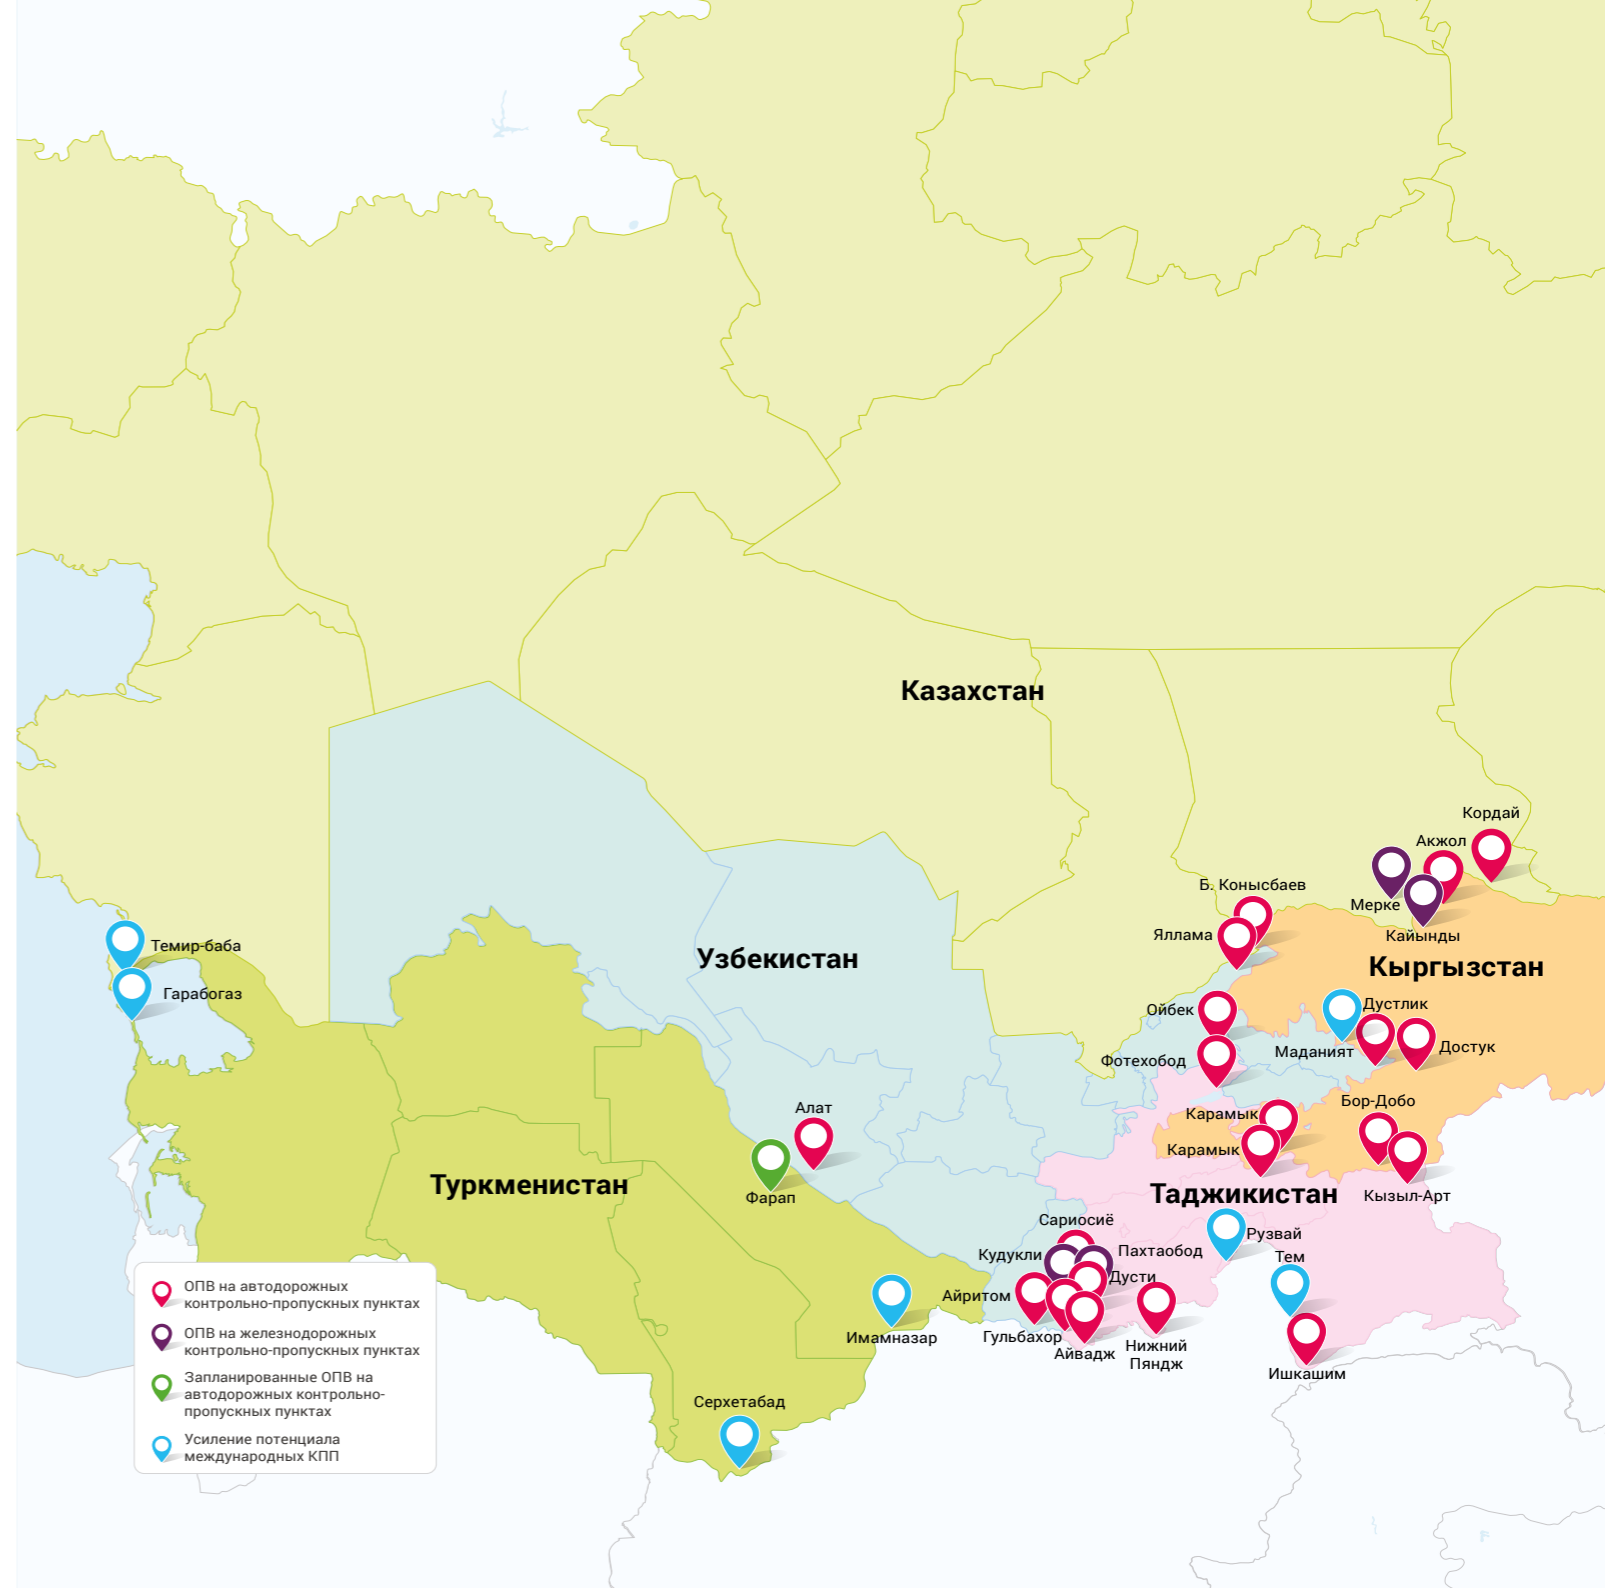 Казахстан
Кордай
Акжол
Б. Конысбаев
Мерке
Яллама
Кайынды
Темир-баба
Узбекистан
Кыргызстан
Гарабогаз
Ойбек
Дустлик
Достук
Маданият
Фотехобод
Бор-Добо
Алат
Карамык
Карамык
Туркменистан
Фарап
Таджикистан
Кызыл-Арт
Сариосиё
Рузвай
Кудукли
Пахтаобод
Тем
Дусти
Айритом
Имамназар
Гульбахор
Айвадж
Нижний
Пяндж
Ишкашим
Серхетабад
ОПВ на автодорожных
контрольно-пропускных пунктах
ОПВ на железнодорожных
контрольно-пропускных пунктах
Запланированные ОПВ на
автодорожных контрольно-
пропускных пунктах
Усиление потенциала
международных КПП